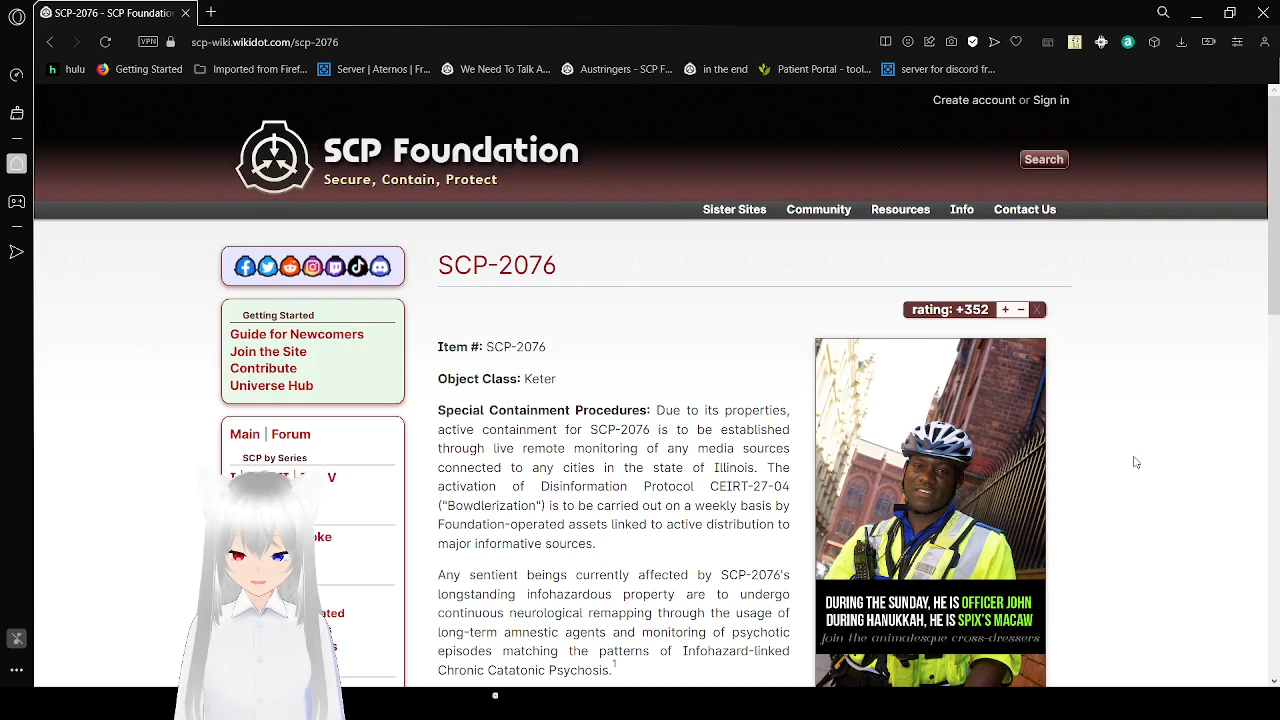 SCP-2076 - SCP Foundation
VPN
scp-wiki.wikidot.com/scp-2076
hulu
Getting Started
Imported from Firef...
Server | Aternos | Fr...
We Need To Talk A...
Austringers - SCP F...
in the end
Patient Portal - tool...
server for discord fr...
Create account or Sign in
SCP Foundation
Secure, Contain, Protect
Search
Sister Sites
Community
Resources
Info
Contact Us
Getting Started
Guide for Newcomers
Join the Site
Contribute
Universe Hub
Main | Forum
SCP by Series
V
SCP-2076
rating: +352 + – X
Item #: SCP-2076
Object Class: Keter
Special Containment Procedures: Due to its properties,
active containment for SCP-2076 is to be established
through live remote monitoring of any media sources
connected to any cities in the state of Illinois. The
activation of Disinformation Protocol CEIRT-27-04
("Bowdlerization") is to be carried out on a weekly basis by
Foundation-operated assets linked to active distribution to
major informative sources.
Any sentient beings currently affected by SCP-2076's
longstanding infohazardous property are to undergo
continuous neurological remapping through the usage of
long-term amnestic agents and monitoring of psychotic
episodes matching the patterns of Infohazard-linked
Chronic Catatonic Psychosis.1
DURING THE SUNDAY, HE IS OFFICER JOHN
DURING HANUKKAH, HE IS SPIX'S MACAW
Join the animalesque cross-dressers